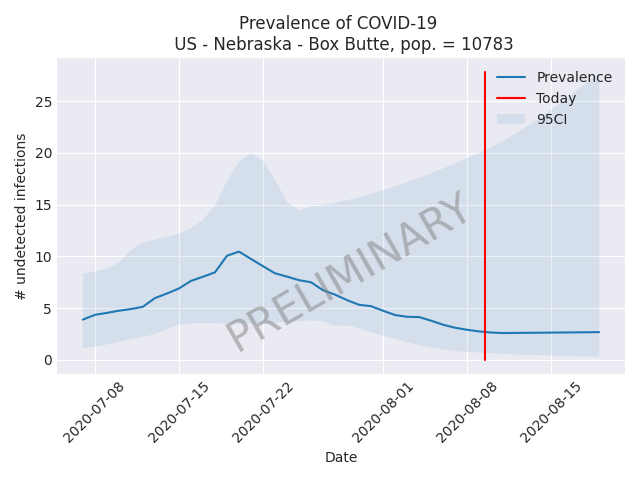 Prevalence of COVID-19
US - Nebraska - Box Butte, pop. = 10783
Prevalence
Today
95CI
# undetected infections
25
20
15
10
5
0
PRELIMINARY
2020-07-08
2020-07-15
2020-07-22
2020-08-01
2020-08-08
2020-08-15
Date